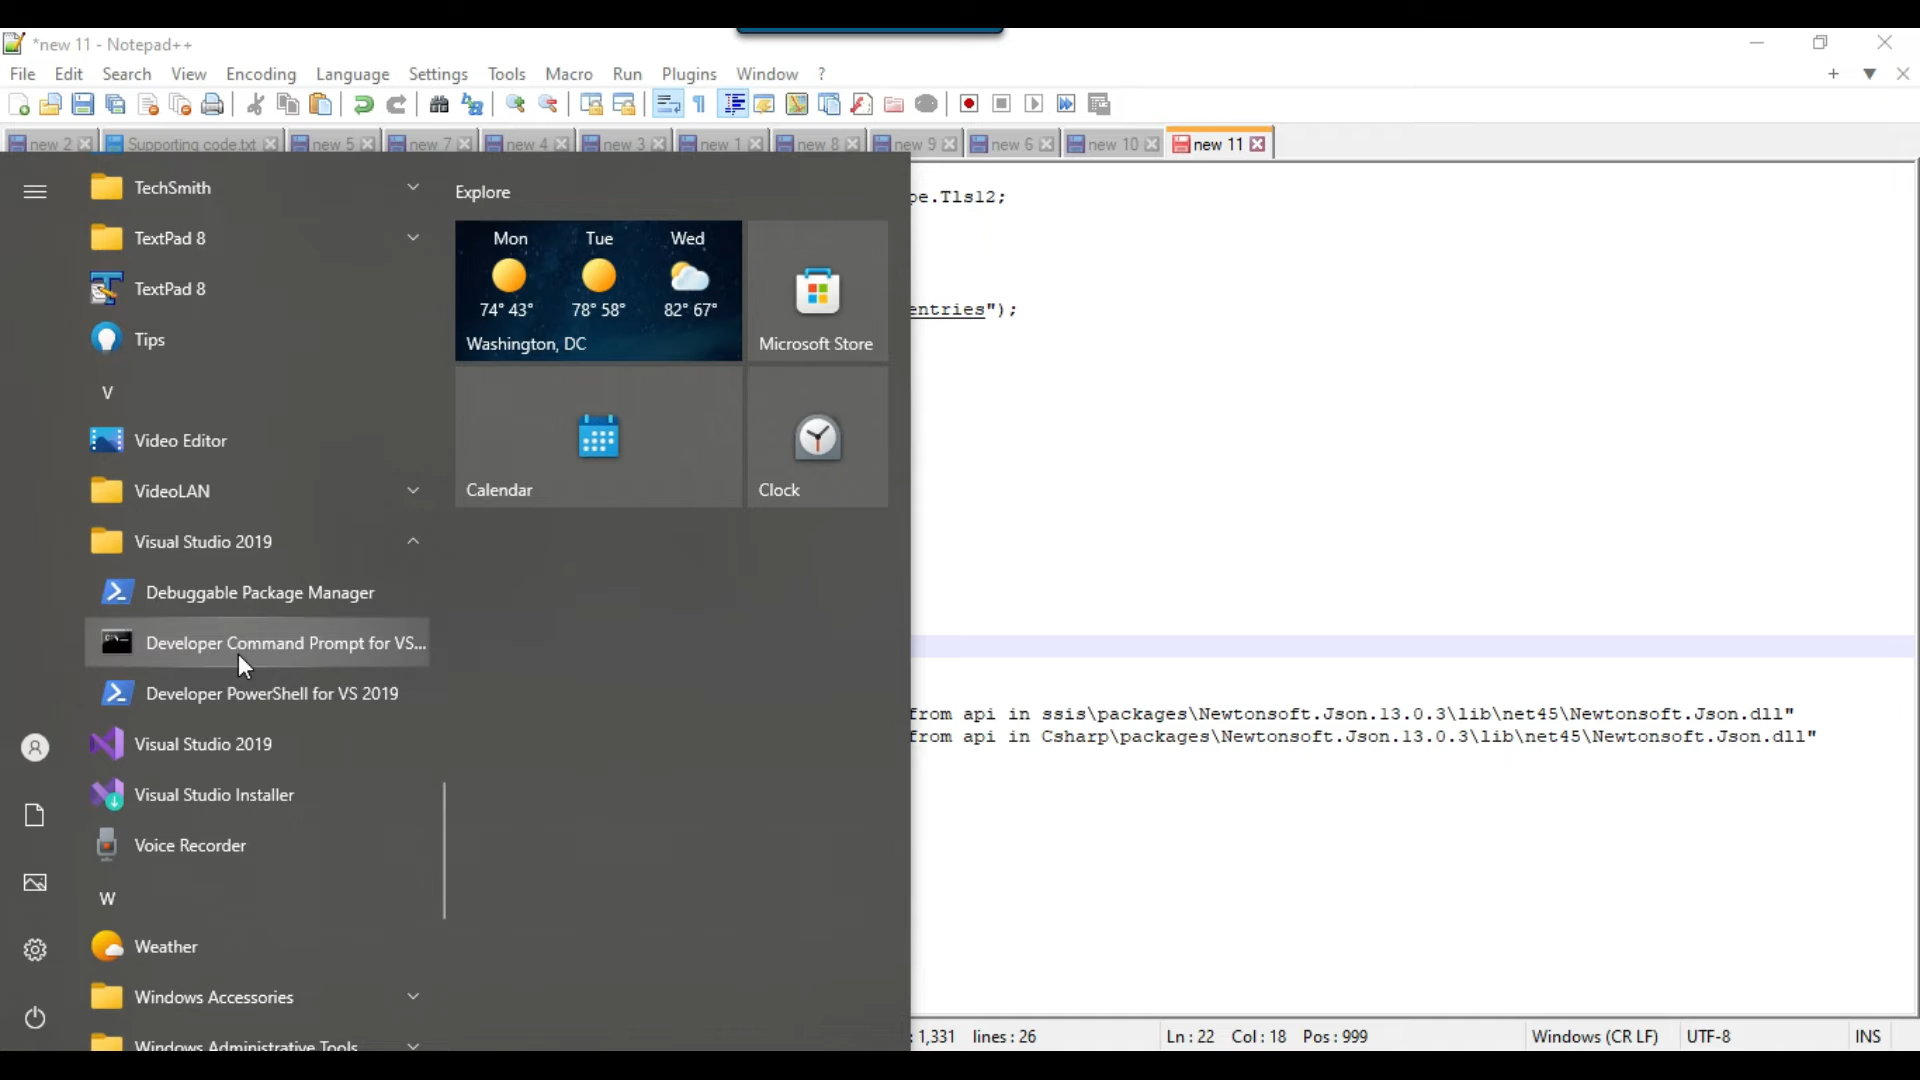 *new 11 - Notepad++
File Edit Search View Encoding Language Settings Tools Macro Run Plugins Window ?
new 2 Supporting code.txt new 5 new 7 new 4 new 3 new 1 new 8 new 9 new 6 new 10 new 11
TechSmith
TextPad 8
TextPad 8
Tips
V
Video Editor
VideoLAN
Visual Studio 2019
Debuggable Package Manager
Developer Command Prompt for VS...
Developer PowerShell for VS 2019
Visual Studio 2019
Visual Studio Installer
Voice Recorder
W
Weather
Windows Accessories
Windows Administrative Tools
Explore
Mon Tue Wed
74° 43° 78° 58° 82° 67°
Washington, DC
Microsoft Store
Calendar
Clock
pe.Tls12;
entries");
from api in ssis\packages\Newtonsoft.Json.13.0.3\lib\net45\Newtonsoft.Json.dll"
from api in Csharp\packages\Newtonsoft.Json.13.0.3\lib\net45\Newtonsoft.Json.dll"
: 1,331 lines : 26 Ln : 22 Col : 18 Pos : 999 Windows (CR LF) UTF-8 INS